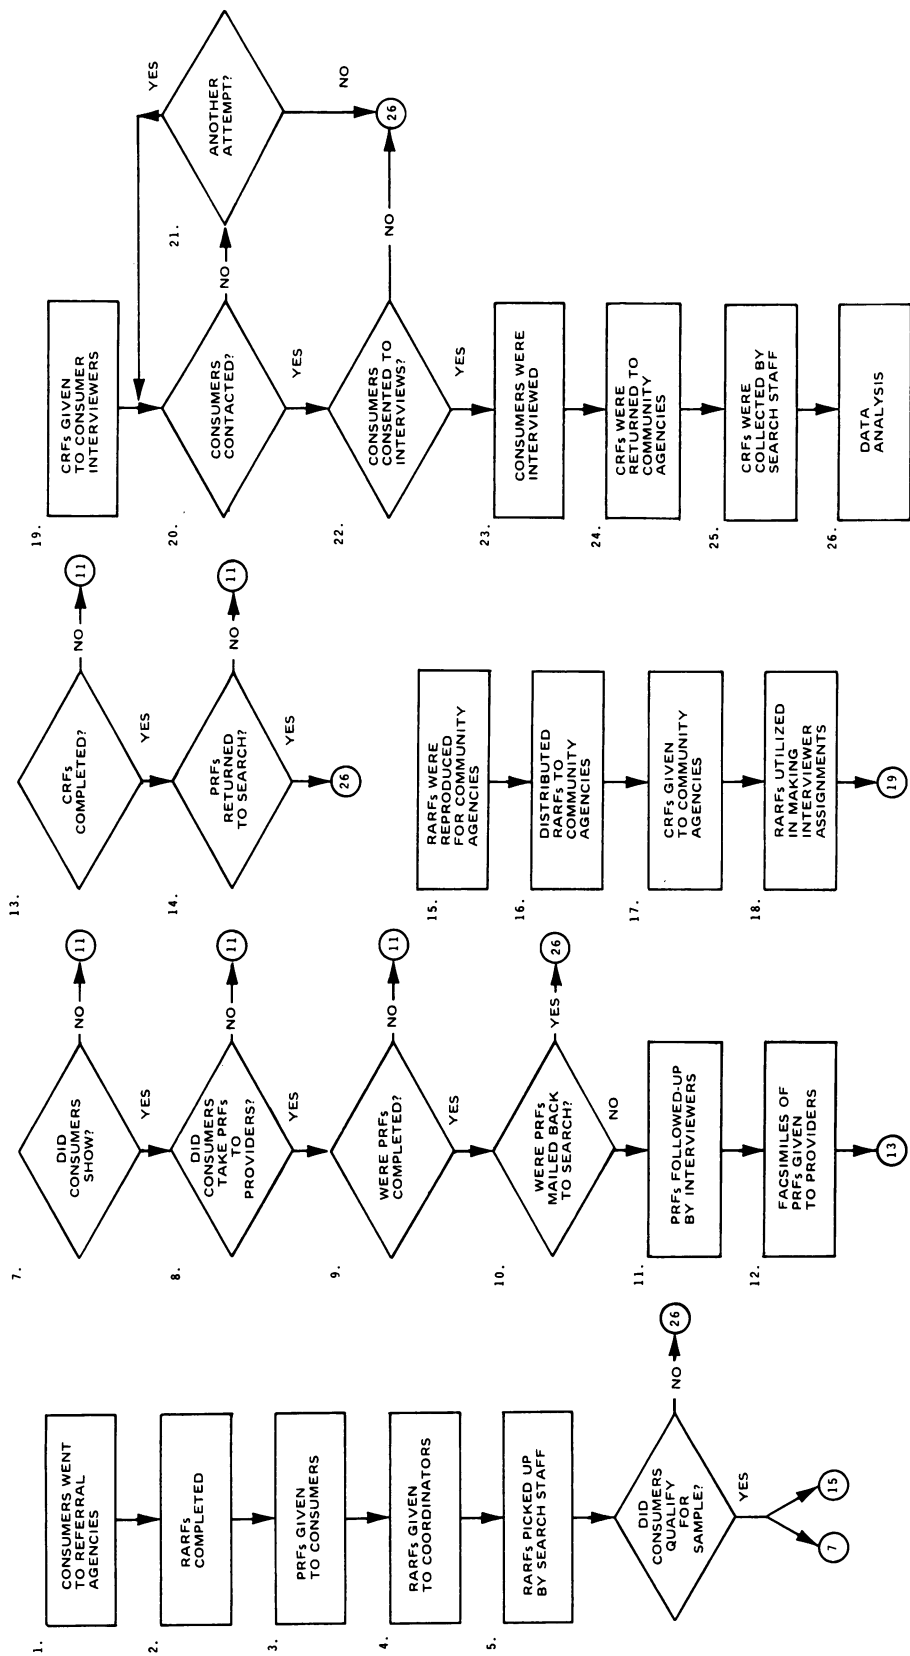 1.
CONSUMERS WENT
TO REFERRAL
AGENCIES
2.
RARFs
COMPLETED
3.
PRFs GIVEN
TO CONSUMERS
4.
RARFs GIVEN
TO COORDINATORS
5.
RARFs PICKED UP
BY SEARCH STAFF
DID
CONSUMERS
QUALIFY
FOR
SAMPLE?
NO
26
YES
7
15
7.
DID
CONSUMERS
SHOW?
NO
11
YES
8.
DID
CONSUMERS
TAKE PRFs
TO
PROVIDERS?
NO
11
YES
9.
WERE PRFs
COMPLETED?
NO
11
YES
10.
WERE PRFs
MAILED BACK
TO SEARCH?
YES
26
NO
11.
PRFs FOLLOWED-UP
BY INTERVIEWERS
12.
FACSIMILES OF
PRFs GIVEN
TO PROVIDERS
13
13.
CRFs
COMPLETED?
NO
11
YES
14.
PRFs
RETURNED
TO SEARCH?
NO
11
YES
26
15.
RARFs WERE
REPRODUCED
FOR COMMUNITY
AGENCIES
16.
DISTRIBUTED
RARFs TO
COMMUNITY
AGENCIES
17.
CRFs GIVEN
TO COMMUNITY
AGENCIES
18.
RARFs UTILIZED
IN MAKING
INTERVIEWER
ASSIGNMENTS
19
19.
CRFs GIVEN
TO CONSUMER
INTERVIEWERS
20.
CONSUMERS
CONTACTED?
NO
YES
21.
ANOTHER
ATTEMPT?
YES
NO
26
22.
CONSUMERS
CONSENTED TO
INTERVIEWS?
NO
YES
23.
CONSUMERS WERE
INTERVIEWED
24.
CRFs WERE
RETURNED TO
COMMUNITY
AGENCIES
25.
CRFs WERE
COLLECTED BY
SEARCH STAFF
26.
DATA
ANALYSIS